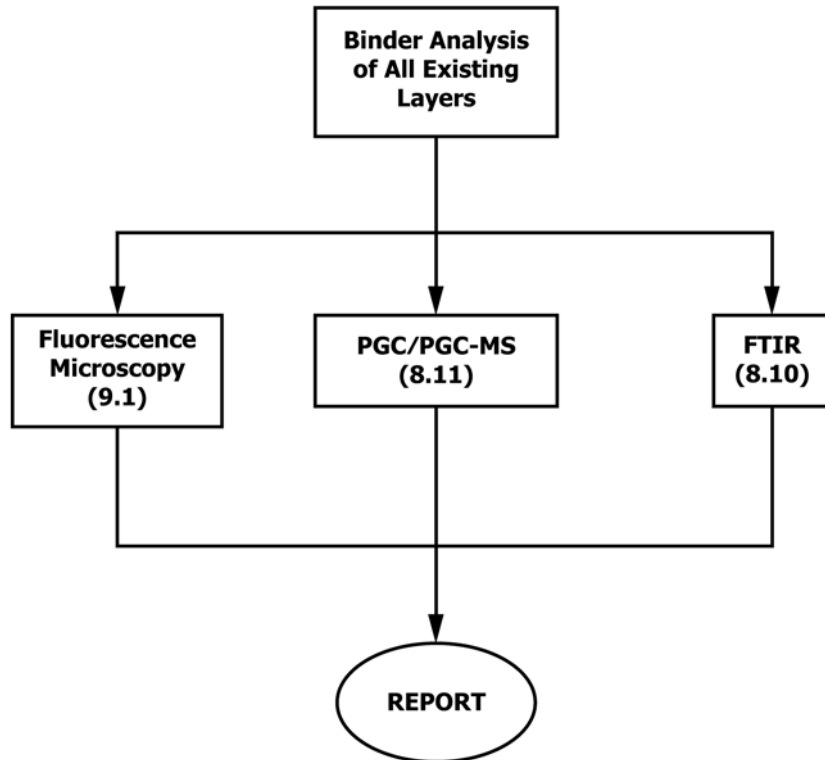 Binder Analysis
of All Existing
Layers
Fluorescence
Microscopy
(9.1)
PGC/PGC-MS
(8.11)
FTIR
(8.10)
REPORT